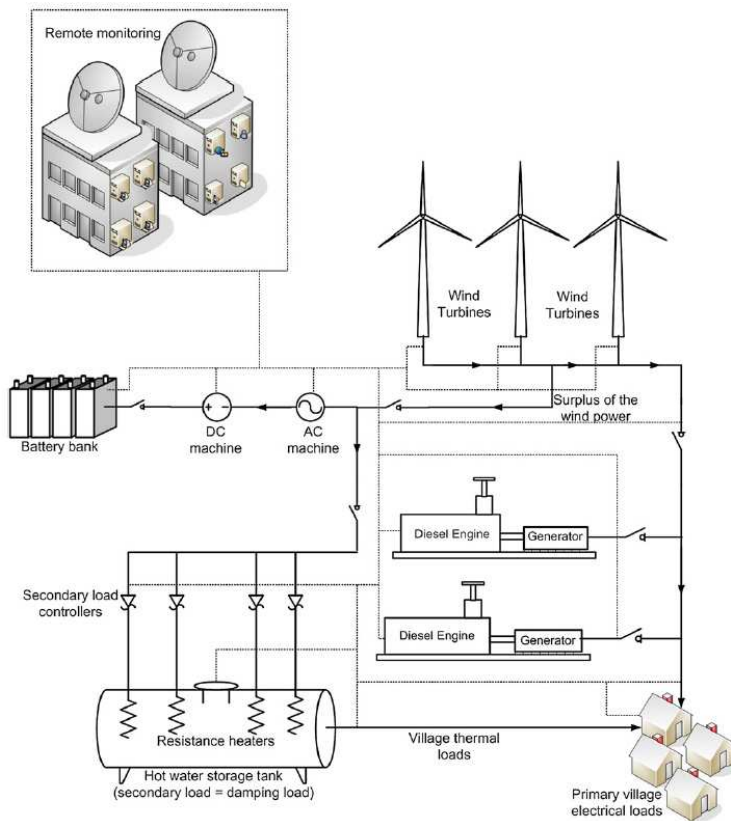 Remote monitoring
Wind
Turbines
Wind
Turbines
Surplus of the
wind power
Battery bank
DC
machine
AC
machine
Diesel Engine
Generator
Secondary load
controllers
Diesel Engine
Generator
Resistance heaters
Village thermal
loads
Hot water storage tank
(secondary load = damping load)
Primary village
electrical loads